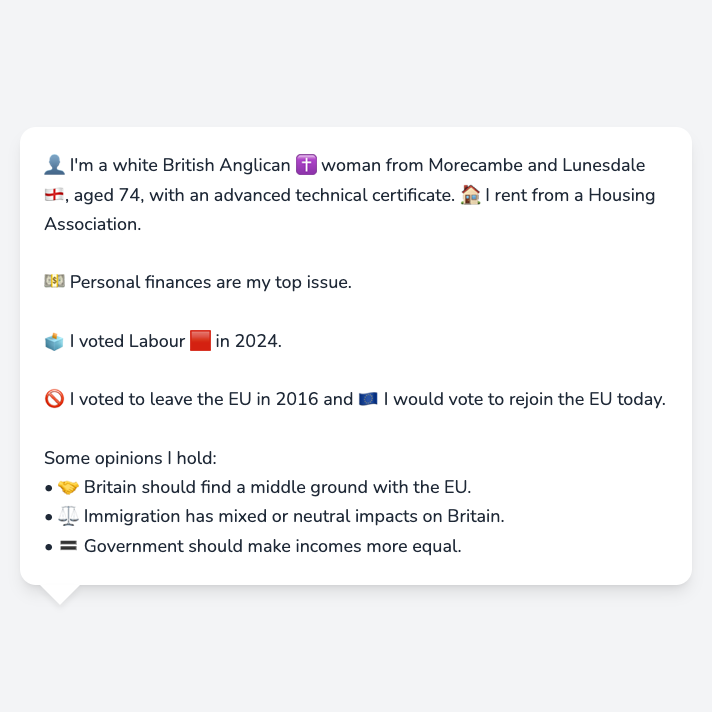 👤 I'm a white British Anglican ✝️ woman from Morecambe and Lunesdale
🏴󠁧󠁢󠁥󠁮󠁧󠁿, aged 74, with an advanced technical certificate. 🏠 I rent from a Housing
Association.
💵 Personal finances are my top issue.
🗳️ I voted Labour 🟥 in 2024.
🚫 I voted to leave the EU in 2016 and 🇪🇺 I would vote to rejoin the EU today.
Some opinions I hold:
• 🤝 Britain should find a middle ground with the EU.
• ⚖️ Immigration has mixed or neutral impacts on Britain.
• 🟰 Government should make incomes more equal.